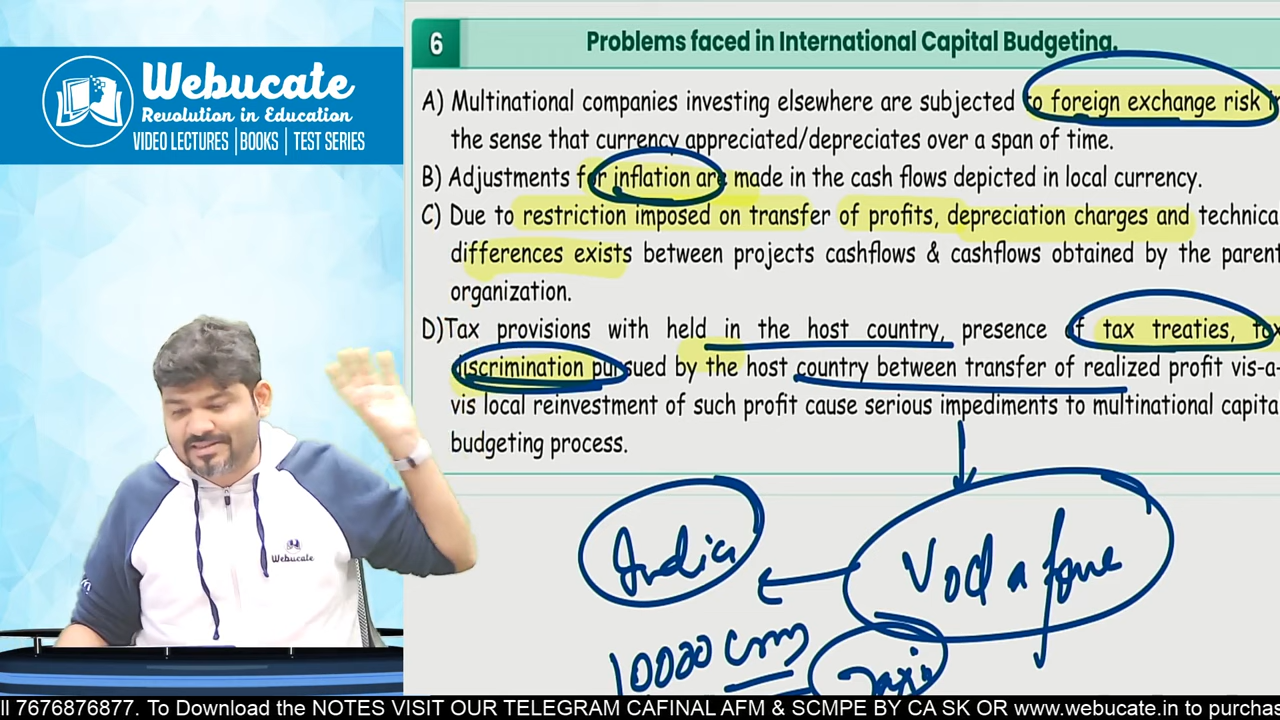 Webucate
Revolution in Education
VIDEO LECTURES | BOOKS | TEST SERIES
6
Problems faced in International Capital Budgeting.
A) Multinational companies investing elsewhere are subjected to foreign exchange risk in
the sense that currency appreciated/depreciates over a span of time.
B) Adjustments for inflation are made in the cash flows depicted in local currency.
C) Due to restriction imposed on transfer of profits, depreciation charges and technica
differences exists between projects cashflows & cashflows obtained by the parent
organization.
D)Tax provisions with held in the host country, presence of tax treaties, tax
discrimination pursued by the host country between transfer of realized profit vis-a-
vis local reinvestment of such profit cause serious impediments to multinational capita
budgeting process.
India
Vodafone
10000
Webucate
ll 7676876877. To Download the NOTES VISIT OUR TELEGRAM CAFINAL AFM & SCMPE BY CA SK OR www.webucate.in to purchas